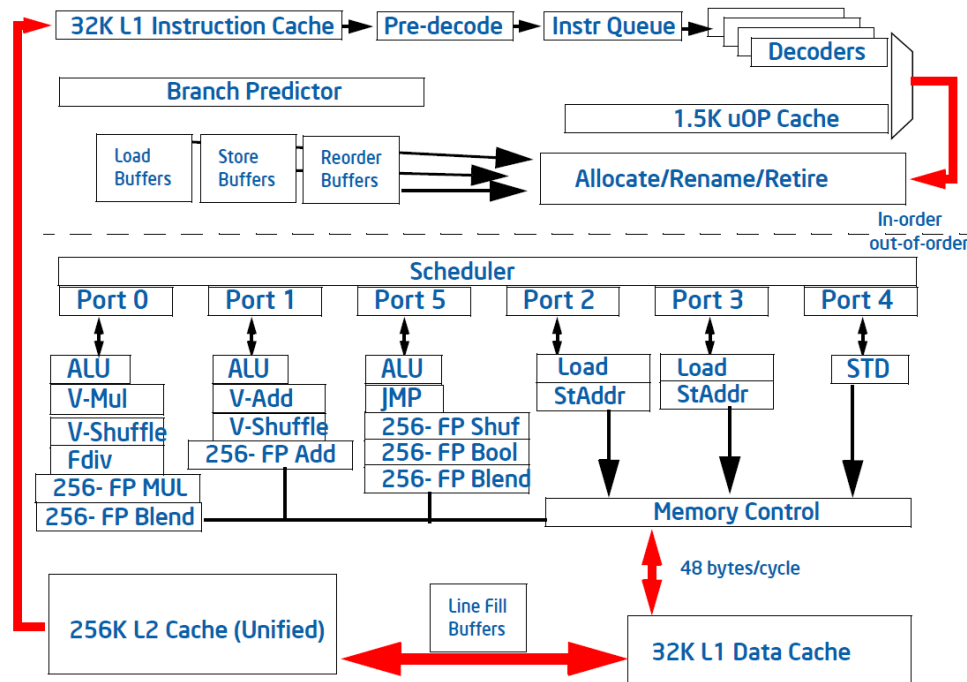 32K L1 Instruction Cache
Pre-decode
Instr Queue
Decoders
Branch Predictor
1.5K uOP Cache
Load
Buffers
Store
Buffers
Reorder
Buffers
Allocate/Rename/Retire
In-order
out-of-order
Scheduler
Port 0
Port 1
Port 5
Port 2
Port 3
Port 4
ALU
V-Mul
V-Shuffle
Fdiv
256- FP MUL
256- FP Blend
ALU
V-Add
V-Shuffle
256- FP Add
ALU
JMP
256- FP Shuf
256- FP Bool
256- FP Blend
Load
StAddr
Load
StAddr
STD
Memory Control
48 bytes/cycle
256K L2 Cache (Unified)
Line Fill
Buffers
32K L1 Data Cache